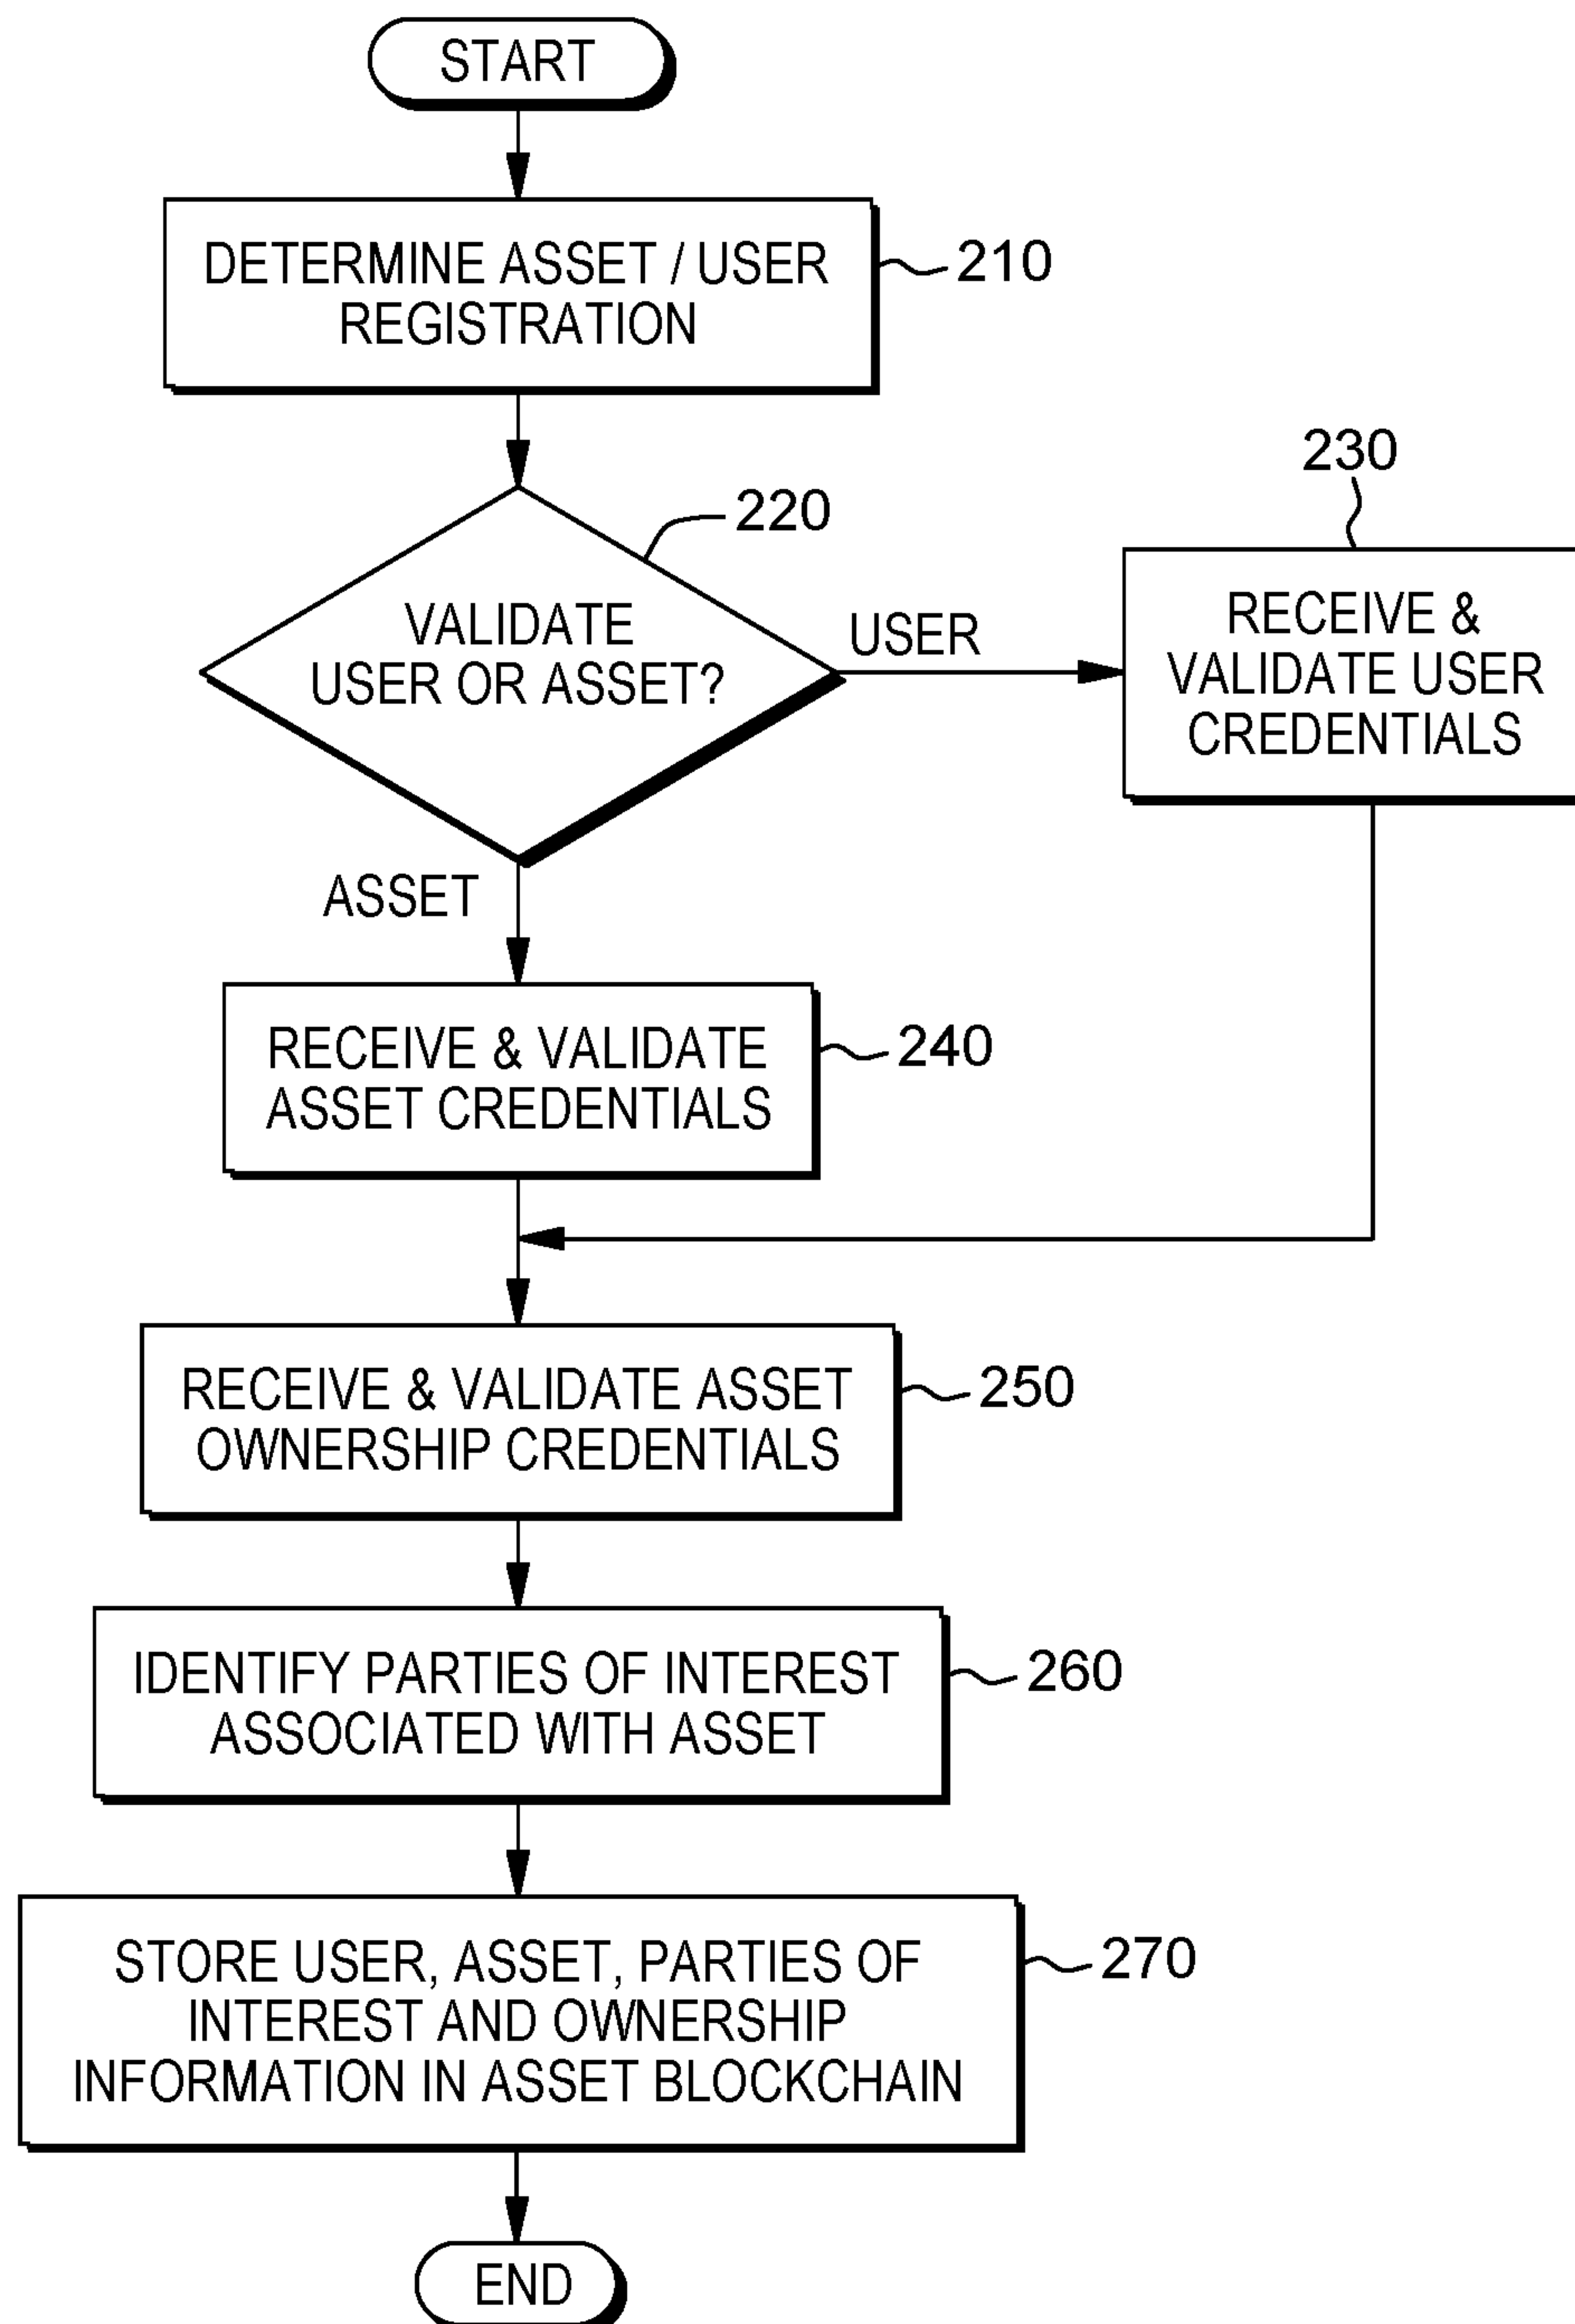 START
DETERMINE ASSET / USER
REGISTRATION
210
220
VALIDATE
USER OR ASSET?
USER
230
RECEIVE &
VALIDATE USER
CREDENTIALS
ASSET
RECEIVE & VALIDATE
ASSET CREDENTIALS
240
RECEIVE & VALIDATE ASSET
OWNERSHIP CREDENTIALS
250
IDENTIFY PARTIES OF INTEREST
ASSOCIATED WITH ASSET
260
STORE USER, ASSET, PARTIES OF
INTEREST AND OWNERSHIP
INFORMATION IN ASSET BLOCKCHAIN
270
END